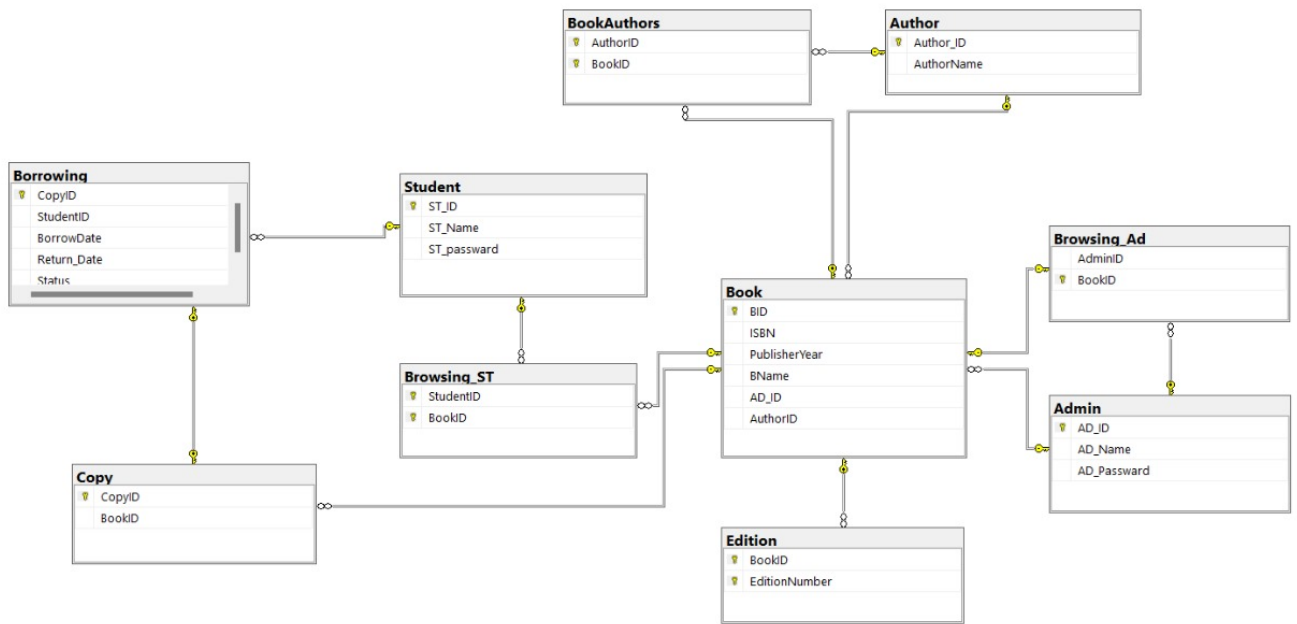 BookAuthors
AuthorID
BookID
Author
Author_ID
AuthorName
Borrowing
CopyID
StudentID
BorrowDate
Return_Date
Status
Student
ST_ID
ST_Name
ST_passward
Browsing_Ad
AdminID
BookID
Book
BID
ISBN
PublisherYear
BName
AD_ID
AuthorID
Browsing_ST
StudentID
BookID
Admin
AD_ID
AD_Name
AD_Passward
Copy
CopyID
BookID
Edition
BookID
EditionNumber